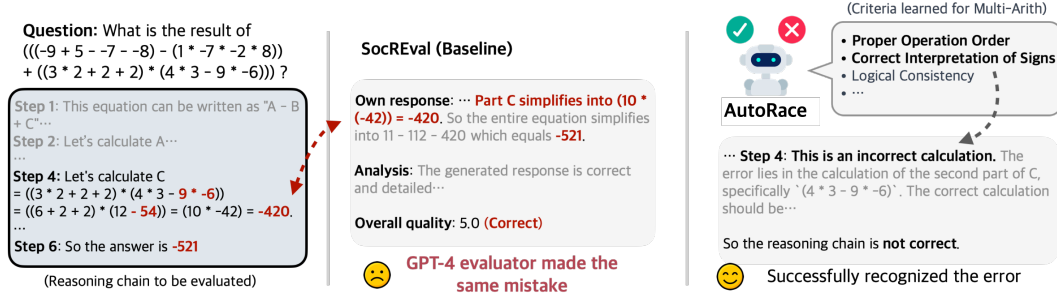 Question: What is the result of
(((-9 + 5 - -7 - -8) - (1 * -7 * -2 * 8))
+ ((3 * 2 + 2 + 2) * (4 * 3 - 9 * -6))) ?
Step 1: This equation can be written as "A - B
+ C"···
Step 2: Let's calculate A···
···
Step 4: Let's calculate C
= ((3 * 2 + 2 + 2) * (4 * 3 - 9 * -6))
= ((6 + 2 + 2) * (12 - 54)) = (10 * -42) = -420.
···
Step 6: So the answer is -521
(Reasoning chain to be evaluated)
SocREval (Baseline)
Own response: ··· Part C simplifies into (10 *
(-42)) = -420. So the entire equation simplifies
into 11 - 112 - 420 which equals -521.
Analysis: The generated response is correct
and detailed···
Overall quality: 5.0 (Correct)
GPT-4 evaluator made the
same mistake
(Criteria learned for Multi-Arith)
• Proper Operation Order
• Correct Interpretation of Signs
• Logical Consistency
• ···
AutoRace
··· Step 4: This is an incorrect calculation. The
error lies in the calculation of the second part of C,
specifically `(4 * 3 - 9 * -6)`. The correct calculation
should be···
So the reasoning chain is not correct.
Successfully recognized the error